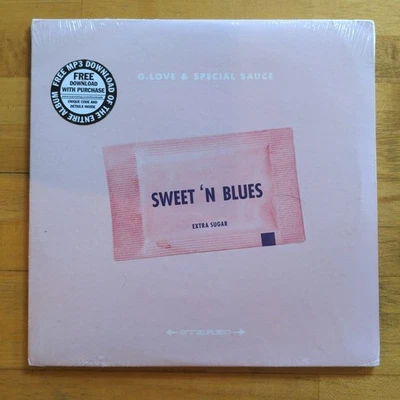 G. LOVE & SPECIAL SAUCE
FREE MP3 DOWNLOAD OF THE ENTIRE ALBUM
FREE
DOWNLOAD
WITH PURCHASE
UNIQUE CODE AND
DETAILS INSIDE
SWEET 'N BLUES
EXTRA SUGAR
STEREO